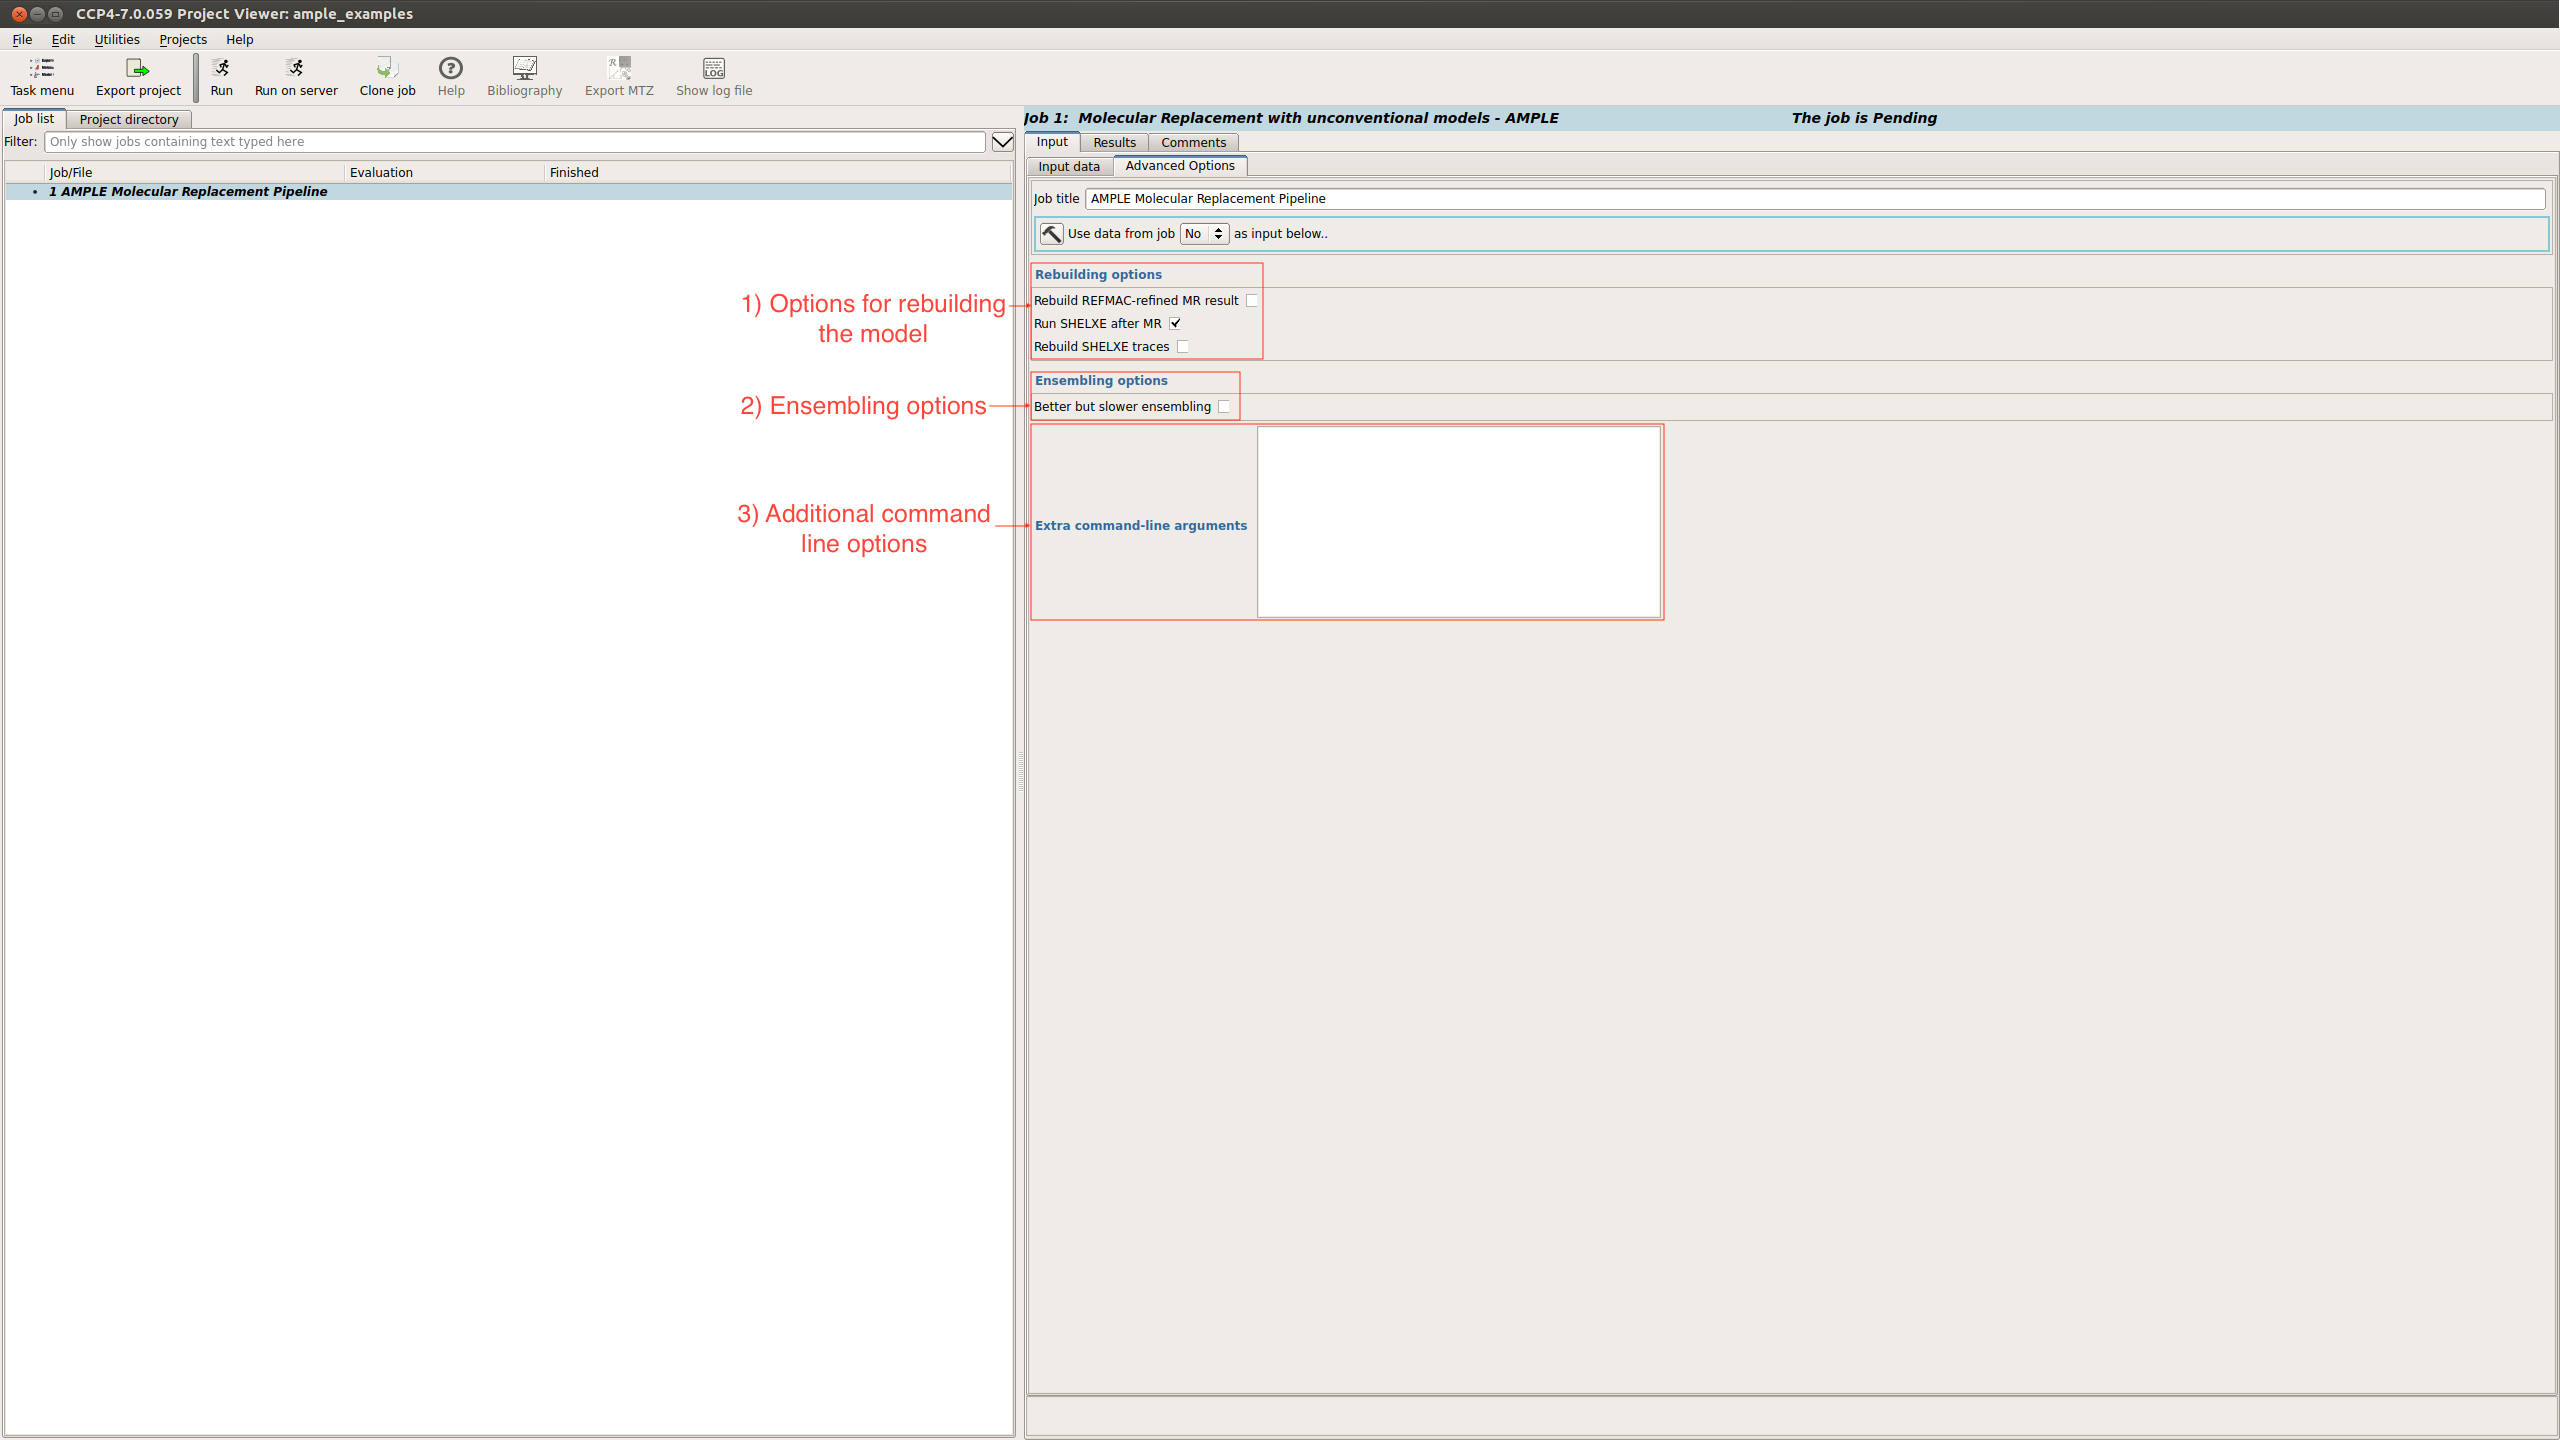 CCP4-7.0.059 Project Viewer: ample_examples
File Edit Utilities Projects Help
Task menu Export project Run Run on server Clone job Help Bibliography Export MTZ Show log file
Job list Project directory
Filter: Only show jobs containing text typed here
Job/File Evaluation Finished
1 AMPLE Molecular Replacement Pipeline
Job 1: Molecular Replacement with unconventional models - AMPLE The job is Pending
Input Results Comments
Input data Advanced Options
Job title AMPLE Molecular Replacement Pipeline
Use data from job No as input below..
Rebuilding options
Rebuild REFMAC-refined MR result
Run SHELXE after MR
Rebuild SHELXE traces
1) Options for rebuilding
the model
Ensembling options
Better but slower ensembling
2) Ensembling options
Extra command-line arguments
3) Additional command
line options